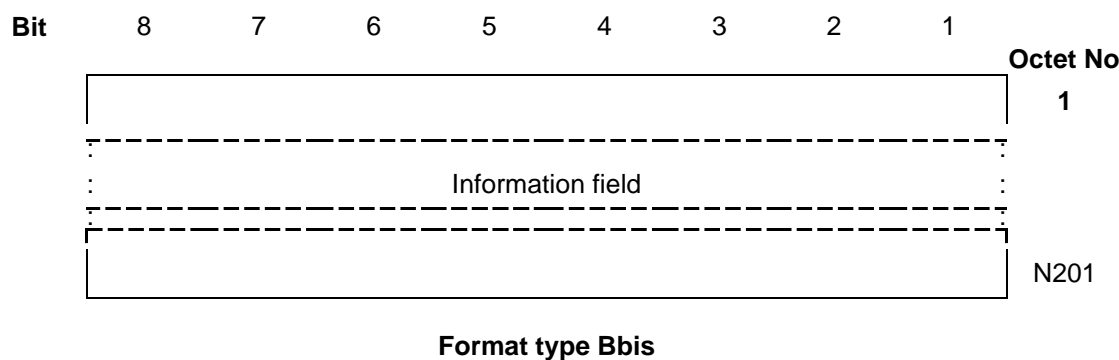 Bit 8 7 6 5 4 3 2 1
Octet No
1
Information field
N201
Format type Bbis